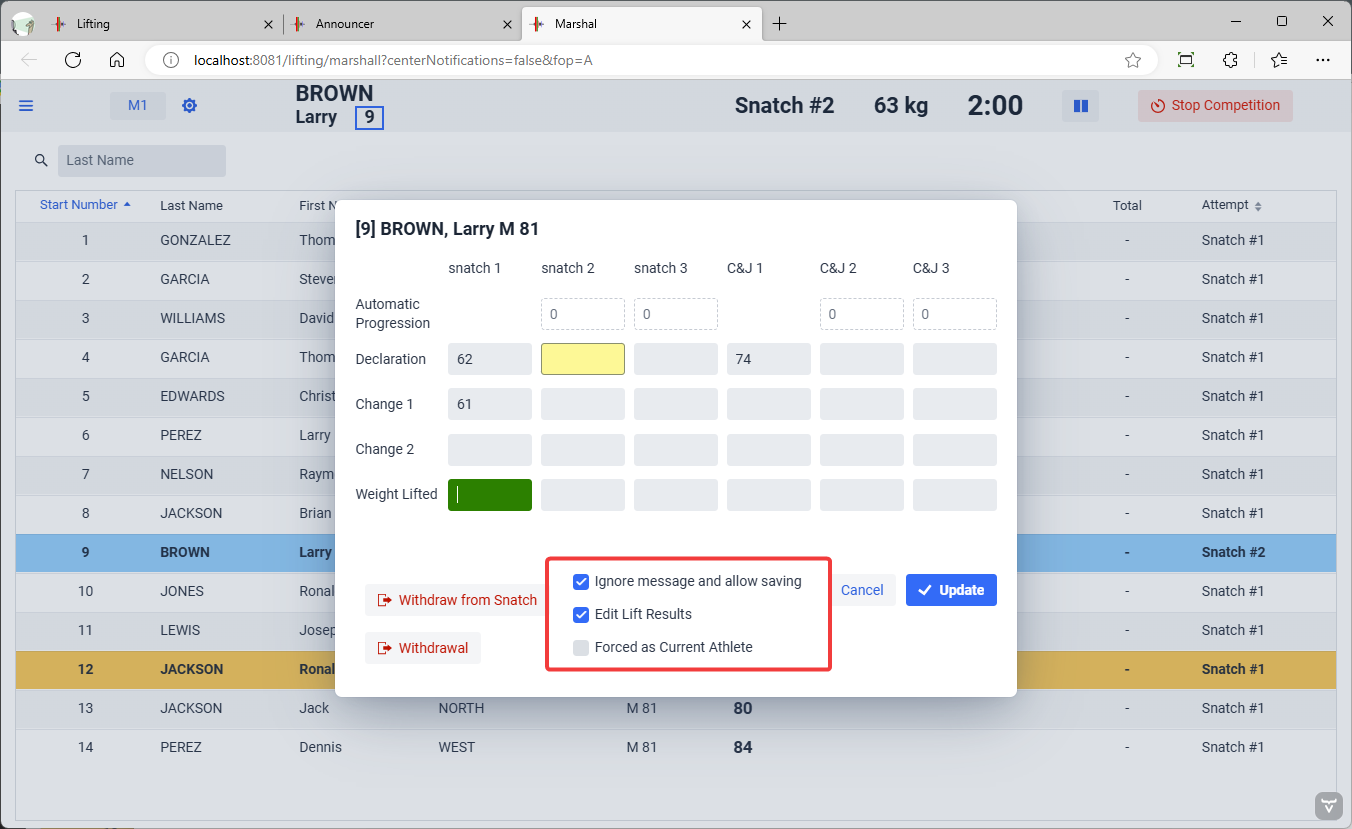 Lifting
Announcer
Marshal
localhost:8081/lifting/marshall?centerNotifications=false&fop=A
M1
BROWN
Larry 9
Snatch #2
63 kg
2:00
Stop Competition
Last Name
Start Number Last Name First N Total Attempt
1 GONZALEZ Thom - Snatch #1
2 GARCIA Steve - Snatch #1
3 WILLIAMS David - Snatch #1
4 GARCIA Thom - Snatch #1
5 EDWARDS Christ - Snatch #1
6 PEREZ Larry - Snatch #1
7 NELSON Raym - Snatch #1
8 JACKSON Brian - Snatch #1
9 BROWN Larry - Snatch #2
10 JONES Ronal - Snatch #1
11 LEWIS Josep - Snatch #1
12 JACKSON Ronal - Snatch #1
13 JACKSON Jack NORTH M 81 80 - Snatch #1
14 PEREZ Dennis WEST M 81 84 - Snatch #1
[9] BROWN, Larry M 81
snatch 1 snatch 2 snatch 3 C&J 1 C&J 2 C&J 3
Automatic
Progression 0 0 0 0
Declaration 62 74
Change 1 61
Change 2
Weight Lifted
Withdraw from Snatch
Withdrawal
Ignore message and allow saving
Edit Lift Results
Forced as Current Athlete
Cancel
Update